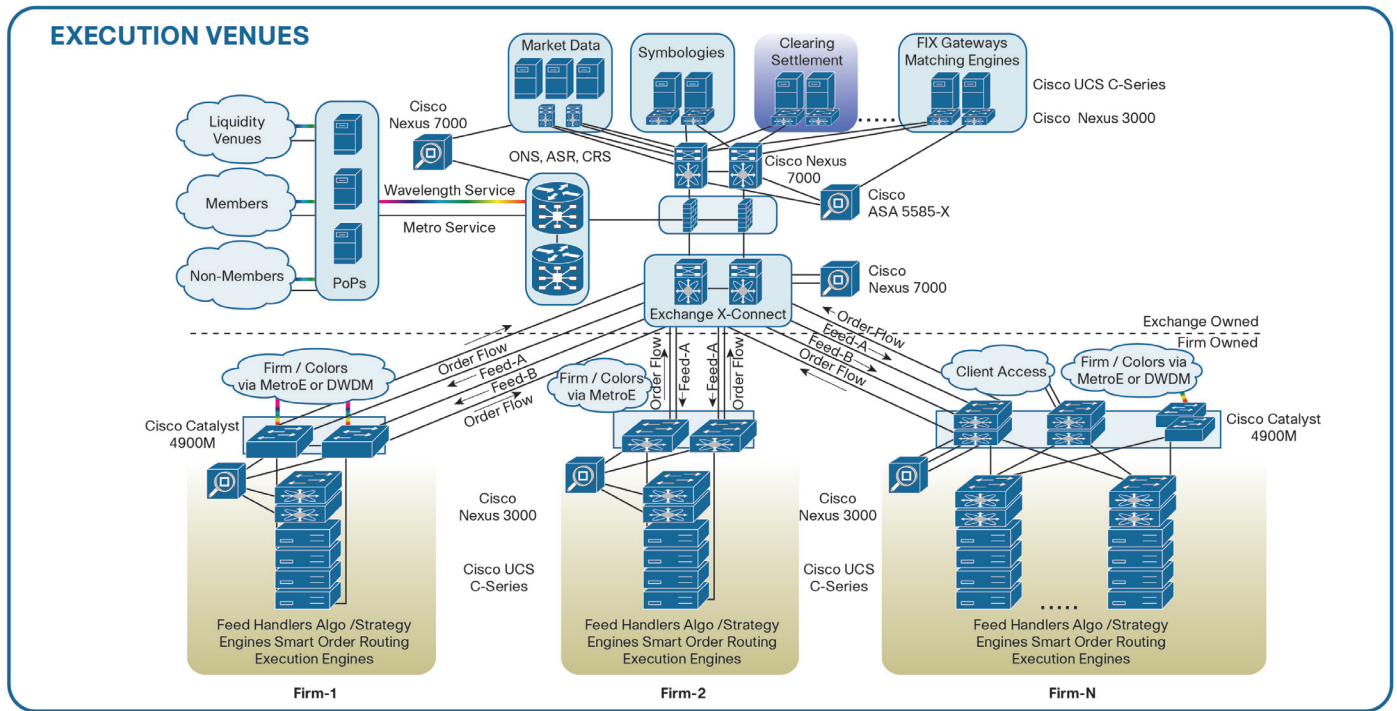 EXECUTION VENUES
Market Data
Symbologies
Clearing
Settlement
FIX Gateways
Matching Engines
Cisco UCS C-Series
Cisco Nexus 3000
Liquidity
Venues
Members
Non-Members
PoPs
Cisco
Nexus 7000
ONS, ASR, CRS
Wavelength Service
Metro Service
Cisco Nexus
7000
Cisco
ASA 5585-X
Cisco
Nexus 7000
Exchange X-Connect
Exchange Owned
Firm Owned
Order Flow
Feed-A
Feed-B
Order Flow
Order Flow
Feed-A
Feed-A
Order Flow
Order Flow
Feed-A
Feed-B
Order Flow
Firm / Colors
via MetroE or DWDM
Firm / Colors
via MetroE
Client Access
Firm / Colors via
MetroE or DWDM
Cisco Catalyst
4900M
Cisco Catalyst
4900M
Cisco
Nexus 3000
Cisco UCS
C-Series
Cisco
Nexus 3000
Cisco UCS
C-Series
Feed Handlers Algo /Strategy
Engines Smart Order Routing
Execution Engines
Feed Handlers Algo /Strategy
Engines Smart Order Routing
Execution Engines
Feed Handlers Algo /Strategy
Engines Smart Order Routing
Execution Engines
Firm-1
Firm-2
Firm-N